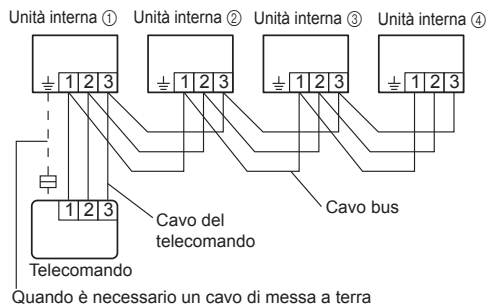 Unità interna ① Unità interna ② Unità interna ③ Unità interna ④
1 2 3 1 2 3 1 2 3 1 2 3
1 2 3
Cavo del
telecomando
Cavo bus
Telecomando
Quando è necessario un cavo di messa a terra